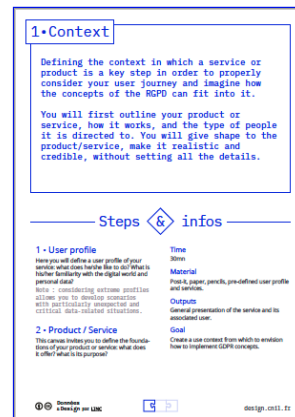 1•Context
Defining the context in which a service or
product is a key step in order to properly
consider your user journey and imagine how
the concepts of the RGPD can fit into it.
You will first outline your product or
service, how it works, and the type of people
it is directed to. You will give shape to the
product/service, make it realistic and
credible, without setting all the details.
Steps & infos
1 • User profile
Here you will define a user profile of your
service: what does he/she like to do? What is
his/her familiarity with the digital world and
personal data?
Note : considering extreme profiles
allows you to develop scenarios
with particularly unexpected and
critical data-related situations.
2 • Product / Service
This canvas invites you to define the founda-
tions of your product or service: what does
it offer? what is its purpose?
Time
30mn
Material
Post-it, paper, pencils, pre-defined user profile
and services.
Outputs
General presentation of the service and its
associated user.
Goal
Create a use context from which to envision
how to implement GDPR concepts.
Données
& Design par LINC
design.cnil.fr